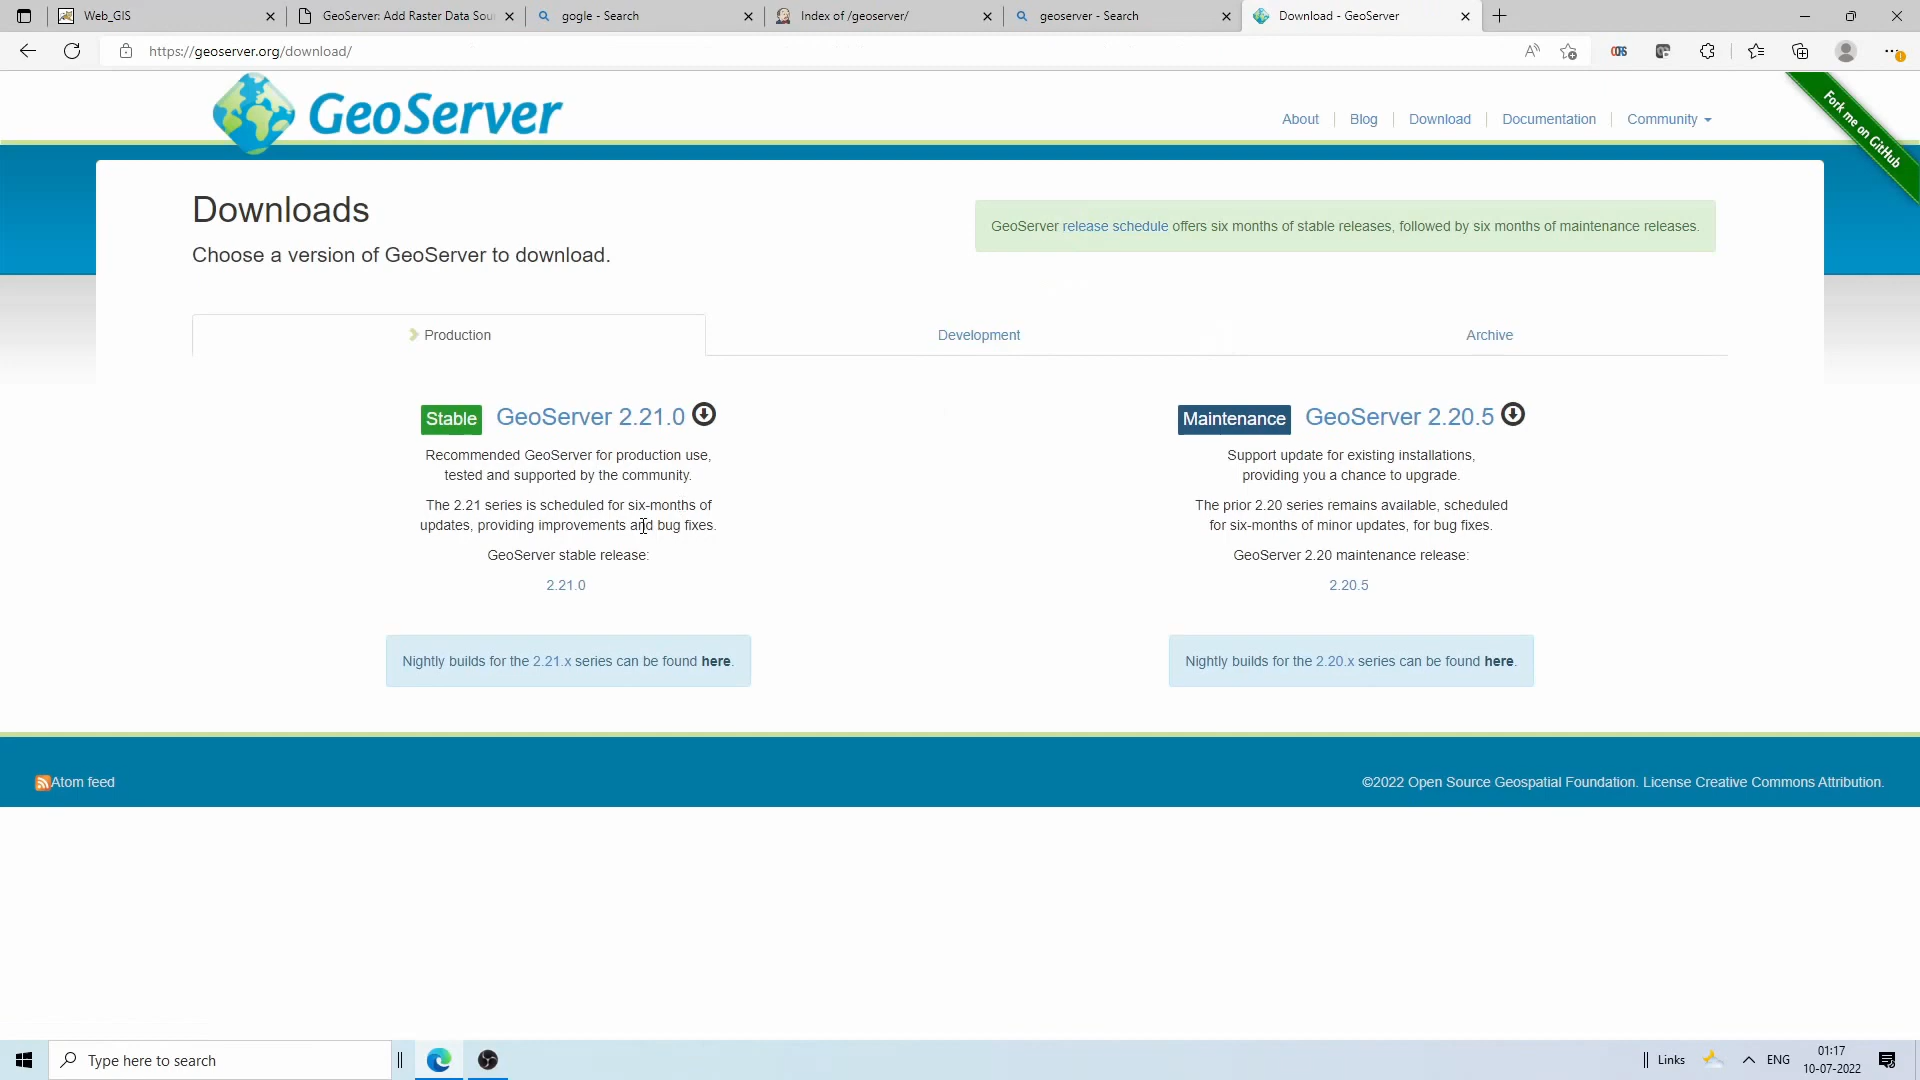 Web_GIS
GeoServer: Add Raster Data Sou
gogle - Search
Index of /geoserver/
geoserver - Search
Download - GeoServer
https://geoserver.org/download/
GeoServer
About
Blog
Download
Documentation
Community
Fork me on GitHub
Downloads
Choose a version of GeoServer to download.
GeoServer release schedule offers six months of stable releases, followed by six months of maintenance releases.
Production
Development
Archive
Stable GeoServer 2.21.0
Recommended GeoServer for production use,
tested and supported by the community.
The 2.21 series is scheduled for six-months of
updates, providing improvements and bug fixes.
GeoServer stable release:
2.21.0
Nightly builds for the 2.21.x series can be found here.
Maintenance GeoServer 2.20.5
Support update for existing installations,
providing you a chance to upgrade.
The prior 2.20 series remains available, scheduled
for six-months of minor updates, for bug fixes.
GeoServer 2.20 maintenance release:
2.20.5
Nightly builds for the 2.20.x series can be found here.
Atom feed
©2022 Open Source Geospatial Foundation. License Creative Commons Attribution.
Type here to search
Links
ENG
01:17
10-07-2022